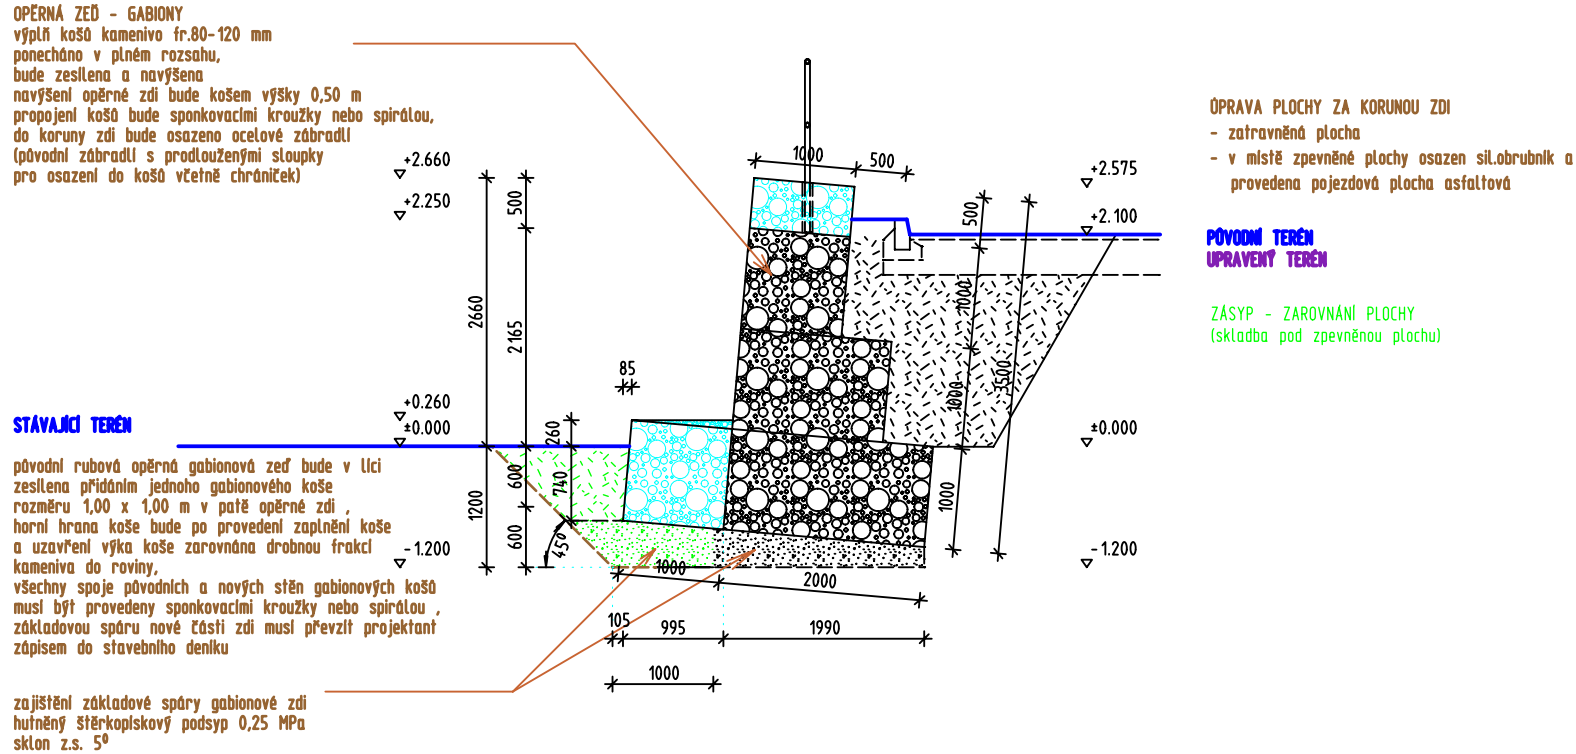 OPĚRNÁ ZEĎ - GABIONY
výplň košů kamenivo fr.80-120 mm
ponecháno v plném rozsahu,
bude zesílena a navýšena
navýšení opěrné zdi bude košem výšky 0,50 m
propojení košů bude sponkovacími kroužky nebo spirálou,
do koruny zdi bude osazeno ocelové zábradlí
(původní zábradlí s prodlouženými sloupky
pro osazení do košů včetně chrániček)
+2.660
+2.250
+0.260
±0.000
-1.200
STÁVAJÍCÍ TERÉN
původní rubová opěrná gabionová zeď bude v líci
zesílena přidáním jednoho gabionového koše
rozměru 1,00 x 1,00 m v patě opěrné zdi ,
horní hrana koše bude po provedení zaplnění koše
a uzavření výka koše zarovnána drobnou frakcí
kameniva do roviny,
všechny spoje původních a nových stěn gabionových košů
musí být provedeny sponkovacími kroužky nebo spirálou ,
základovou spáru nové části zdi musí převzít projektant
zápisem do stavebního deníku
zajištění základové spáry gabionové zdi
hutněný štěrkopískový podsyp 0,25 MPa
sklon z.s. 5⁰
2660
1200
500
2165
600
600
85
260
740
45⁰
1000
500
500
1000
1000
1000
3500
1000
2000
105
995
1990
1000
+2.575
+2.100
±0.000
-1.200
ÚPRAVA PLOCHY ZA KORUNOU ZDI
- zatravněná plocha
- v místě zpevněné plochy osazen sil.obrubník a
provedena pojezdová plocha asfaltová
PŮVODNÍ TERÉN
UPRAVENÝ TERÉN
ZÁSYP - ZAROVNÁNÍ PLOCHY
(skladba pod zpevněnou plochu)